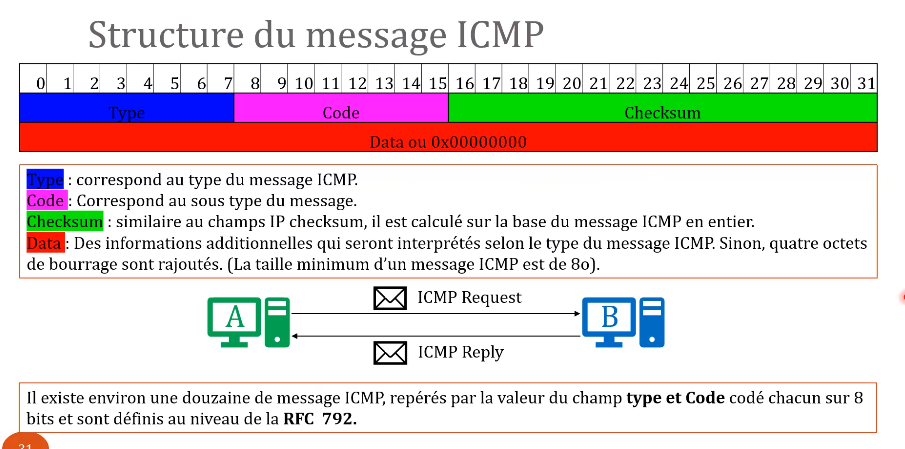 Structure du message ICMP
0 1 2 3 4 5 6 7 8 9 10 11 12 13 14 15 16 17 18 19 20 21 22 23 24 25 26 27 28 29 30 31
Type Code Checksum
Data ou 0x00000000
Type : correspond au type du message ICMP.
Code : Correspond au sous type du message.
Checksum : similaire au champs IP checksum, il est calculé sur la base du message ICMP en entier.
Data : Des informations additionnelles qui seront interprétés selon le type du message ICMP. Sinon, quatre octets
de bourrage sont rajoutés. (La taille minimum d'un message ICMP est de 8o).
ICMP Request
A B
ICMP Reply
Il existe environ une douzaine de message ICMP, repérés par la valeur du champ type et Code codé chacun sur 8
bits et sont définis au niveau de la RFC 792.